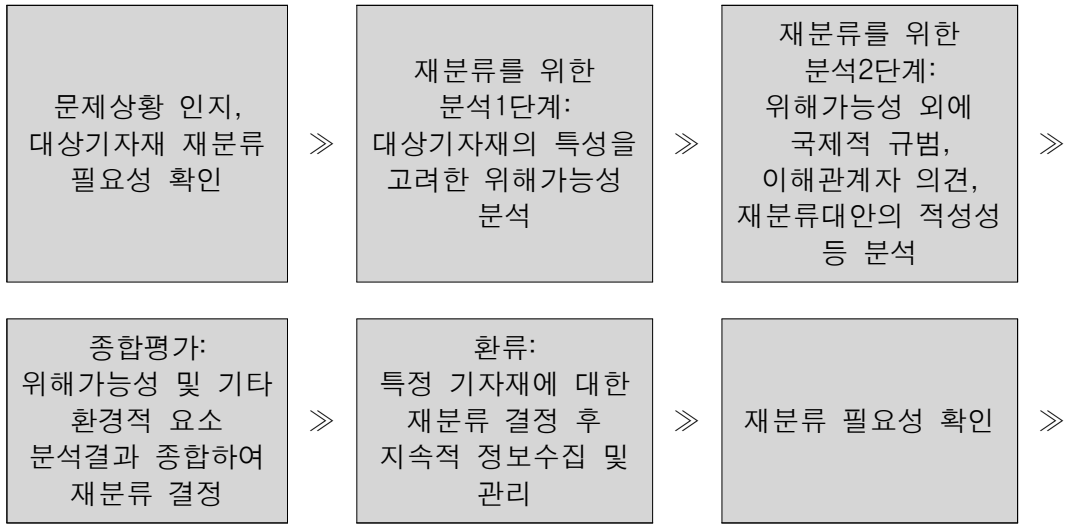 문제상황 인지,
대상기자재 재분류
필요성 확인
≫
재분류를 위한
분석1단계:
대상기자재의 특성을
고려한 위해가능성
분석
≫
재분류를 위한
분석2단계:
위해가능성 외에
국제적 규범,
이해관계자 의견,
재분류대안의 적성성
등 분석
≫
종합평가:
위해가능성 및 기타
환경적 요소
분석결과 종합하여
재분류 결정
≫
환류:
특정 기자재에 대한
재분류 결정 후
지속적 정보수집 및
관리
≫
재분류 필요성 확인
≫